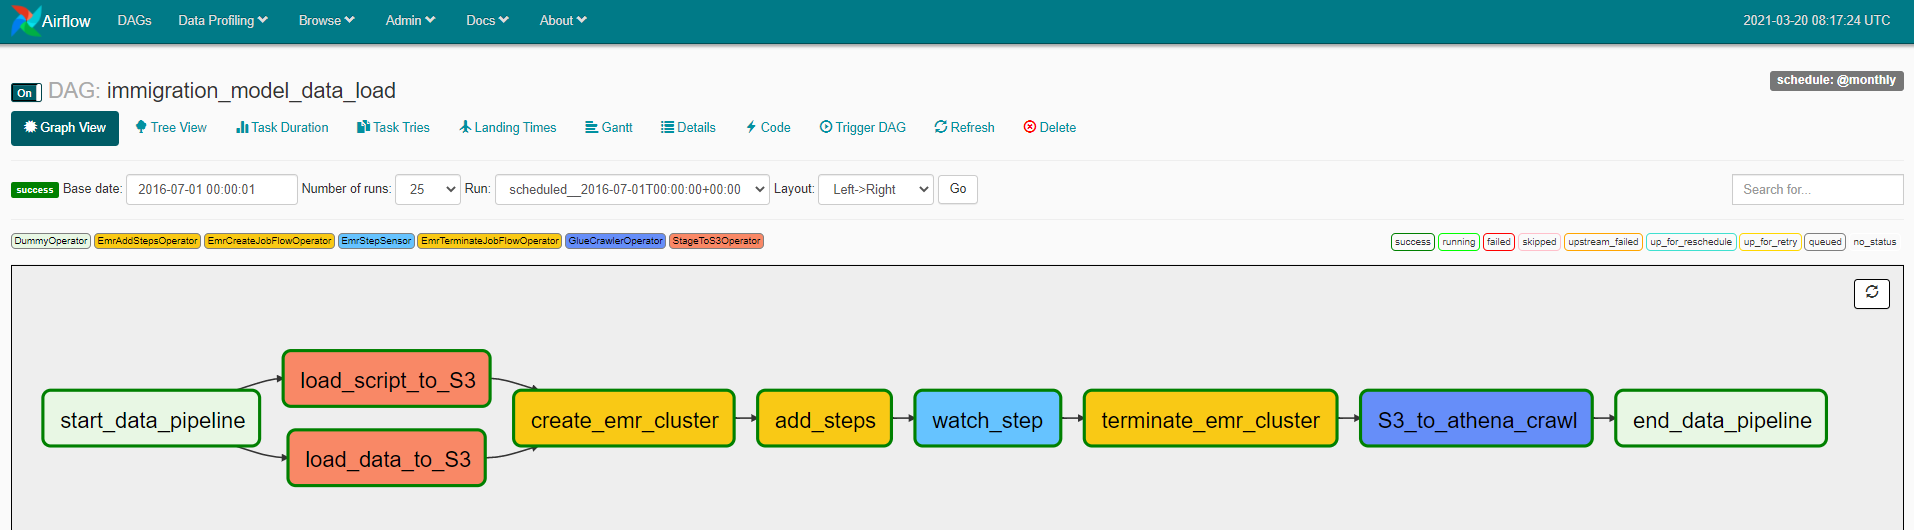 Airflow DAGs Data Profiling Browse Admin Docs About 2021-03-20 08:17:24 UTC
schedule: @monthly
On DAG: immigration_model_data_load
Graph View Tree View Task Duration Task Tries Landing Times Gantt Details Code Trigger DAG Refresh Delete
success Base date: 2016-07-01 00:00:01 Number of runs: 25 Run: scheduled__2016-07-01T00:00:00+00:00 Layout: Left->Right Go Search for...
DummyOperator EmrAddStepsOperator EmrCreateJobFlowOperator EmrStepSensor EmrTerminateJobFlowOperator GlueCrawlerOperator StageToS3Operator success running failed skipped upstream_failed up_for_reschedule up_for_retry queued no_status
load_script_to_S3
start_data_pipeline create_emr_cluster add_steps watch_step terminate_emr_cluster S3_to_athena_crawl end_data_pipeline
load_data_to_S3